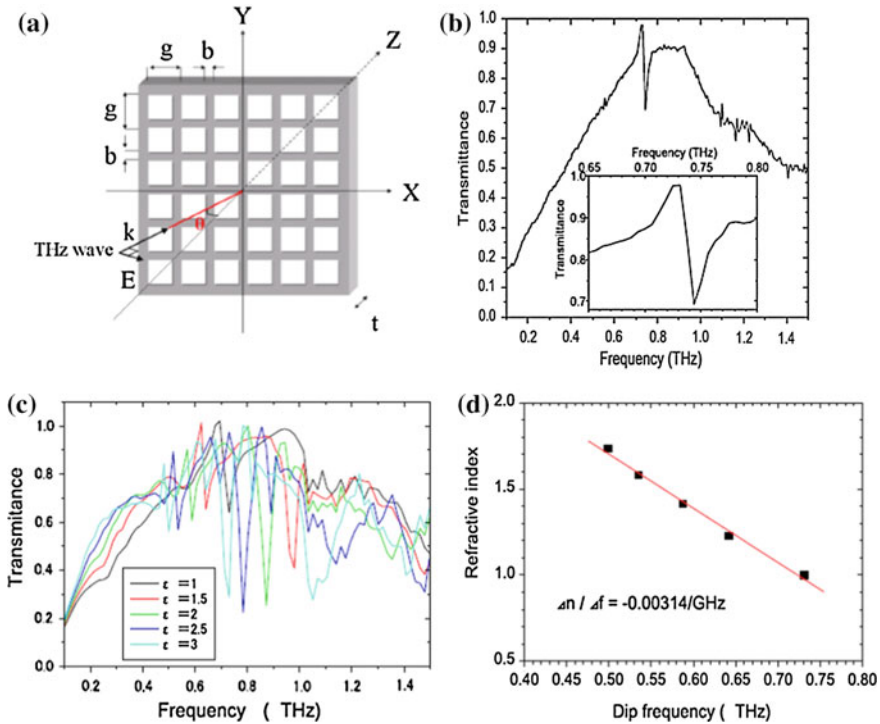 (a)
Y
Z
g
b
g
b
X
θ
k
THz wave
E
t
(b)
1.0
0.9
0.8
0.7
0.6
0.5
0.4
0.3
0.2
0.1
0.0
Transmittance
Frequency (THz)
0.65 0.70 0.75 0.80
1.0
0.9
0.8
0.7
Transmittance
0.2 0.4 0.6 0.8 1.0 1.2 1.4
Frequency (THz)
(c)
1.0
0.8
0.6
0.4
0.2
0.0
Transmitance
ε =1
ε =1.5
ε =2
ε =2.5
ε =3
0.2 0.4 0.6 0.8 1.0 1.2 1.4
Frequency ( THz)
(d)
2.0
1.5
1.0
0.5
Refractive index
⊿n / ⊿f = -0.00314/GHz
0.40 0.45 0.50 0.55 0.60 0.65 0.70 0.75 0.80
Dip frequency ( THz)